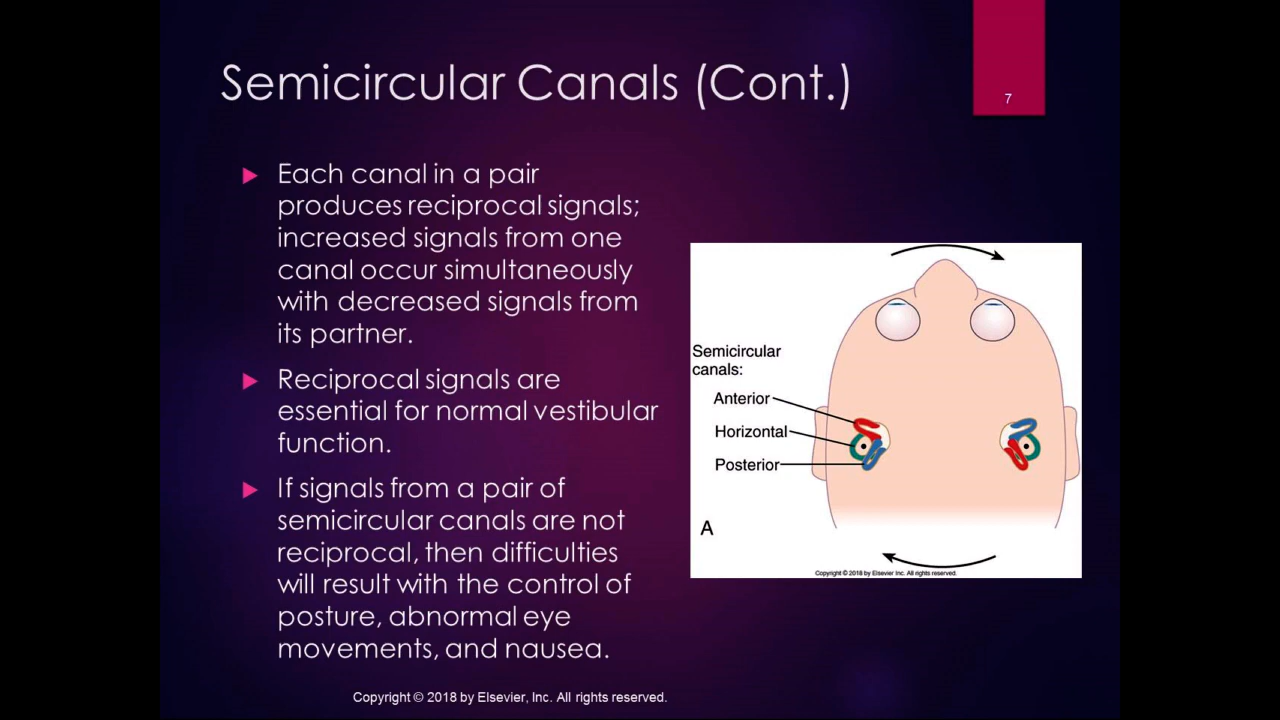 Semicircular Canals (Cont.)
7
Each canal in a pair
produces reciprocal signals;
increased signals from one
canal occur simultaneously
with decreased signals from
its partner.
Reciprocal signals are
essential for normal vestibular
function.
If signals from a pair of
semicircular canals are not
reciprocal, then difficulties
will result with the control of
posture, abnormal eye
movements, and nausea.
Semicircular
canals:
Anterior
Horizontal
Posterior
A
Copyright © 2018 by Elsevier Inc. All rights reserved.
Copyright © 2018 by Elsevier, Inc. All rights reserved.